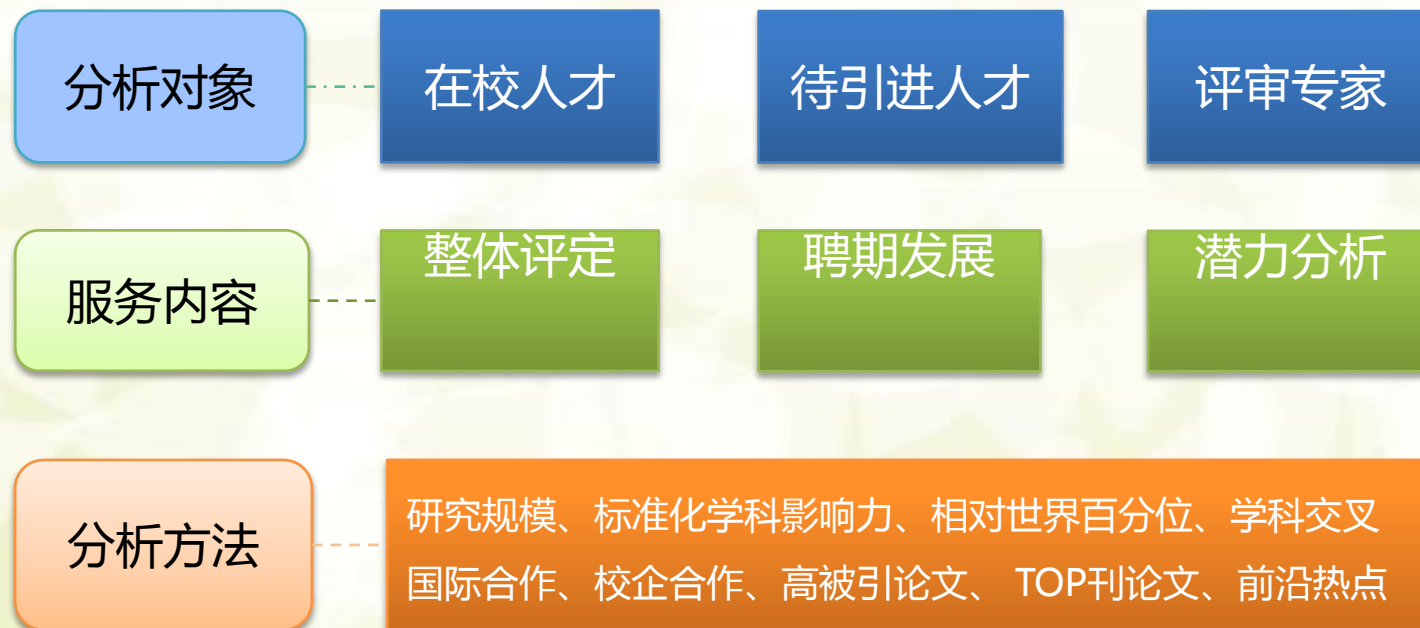 分析对象
在校人才
待引进人才
评审专家
服务内容
整体评定
聘期发展
潜力分析
分析方法
研究规模、标准化学科影响力、相对世界百分位、学科交叉
国际合作、校企合作、高被引论文、 TOP刊论文、前沿热点